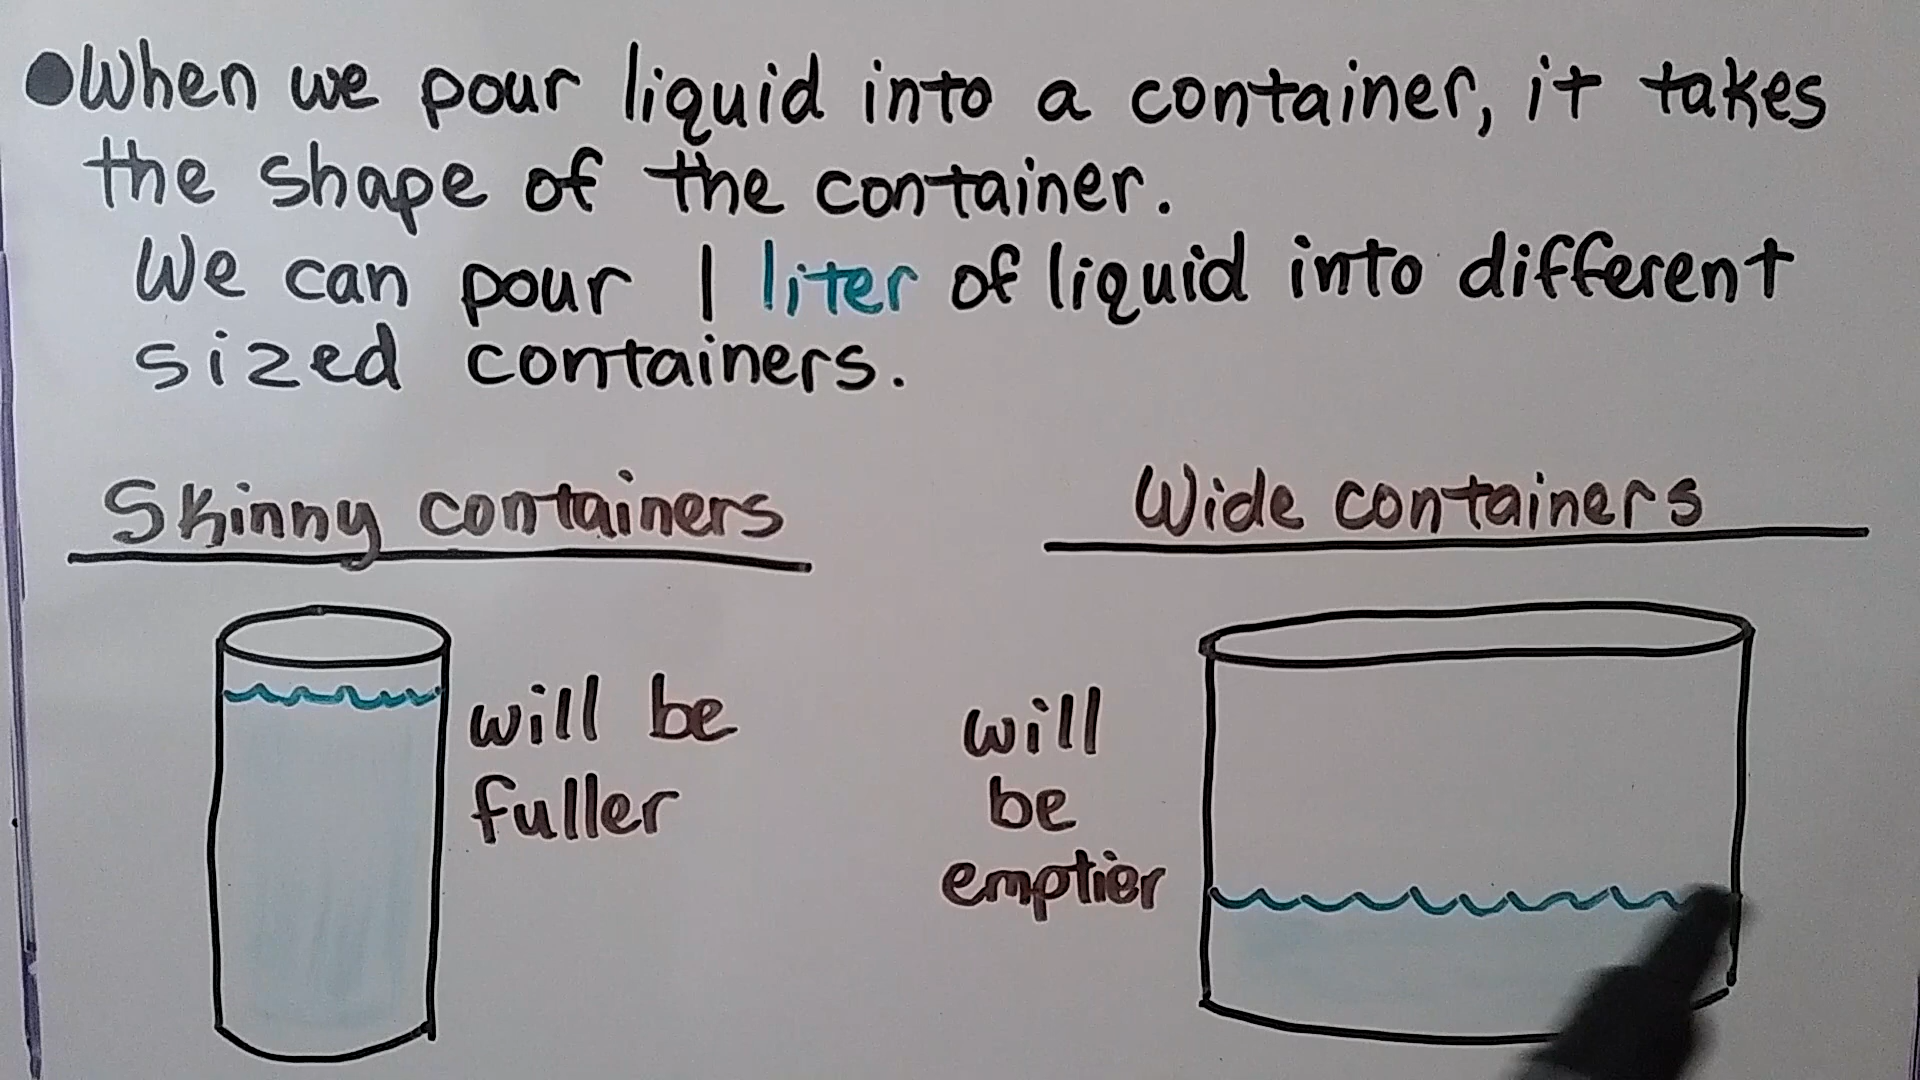 When we pour liquid into a container, it takes
the shape of the container.
We can pour 1 liter of liquid into different
sized containers.
Skinny containers
will be
fuller
Wide containers
will
be
emptier